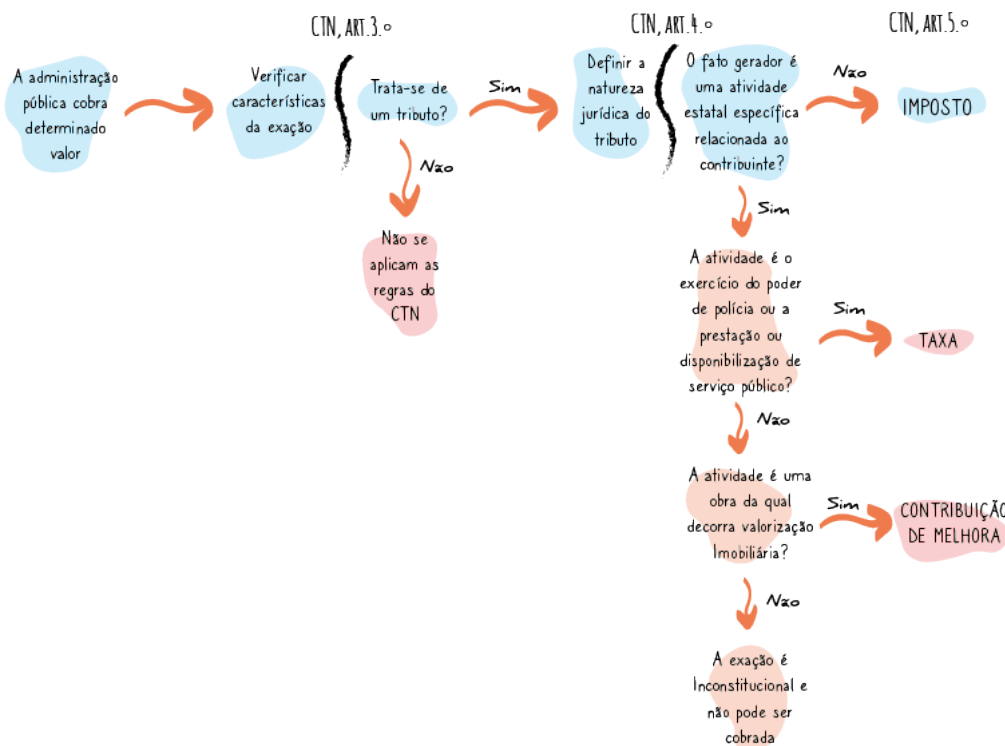 CTN, ART.3.º
CTN, ART.4.º
CTN, ART.5.º
A administração
pública cobra
determinado
valor
Verificar
características
da exação
Trata-se de
um tributo?
Sim
Definir a
natureza
jurídica do
tributo
O fato gerador é
uma atividade
estatal específica
relacionada ao
contribuinte?
Não
IMPOSTO
Não
Não se
aplicam as
regras do
CTN
Sim
A atividade é o
exercício do poder
de polícia ou a
prestação ou
disponibilização de
serviço público?
Sim
TAXA
Não
A atividade é uma
obra da qual
decorra valorização
Imobiliária?
Sim
CONTRIBUIÇÃO
DE MELHORA
Não
A exação é
Inconstitucional e
não pode ser
cobrada